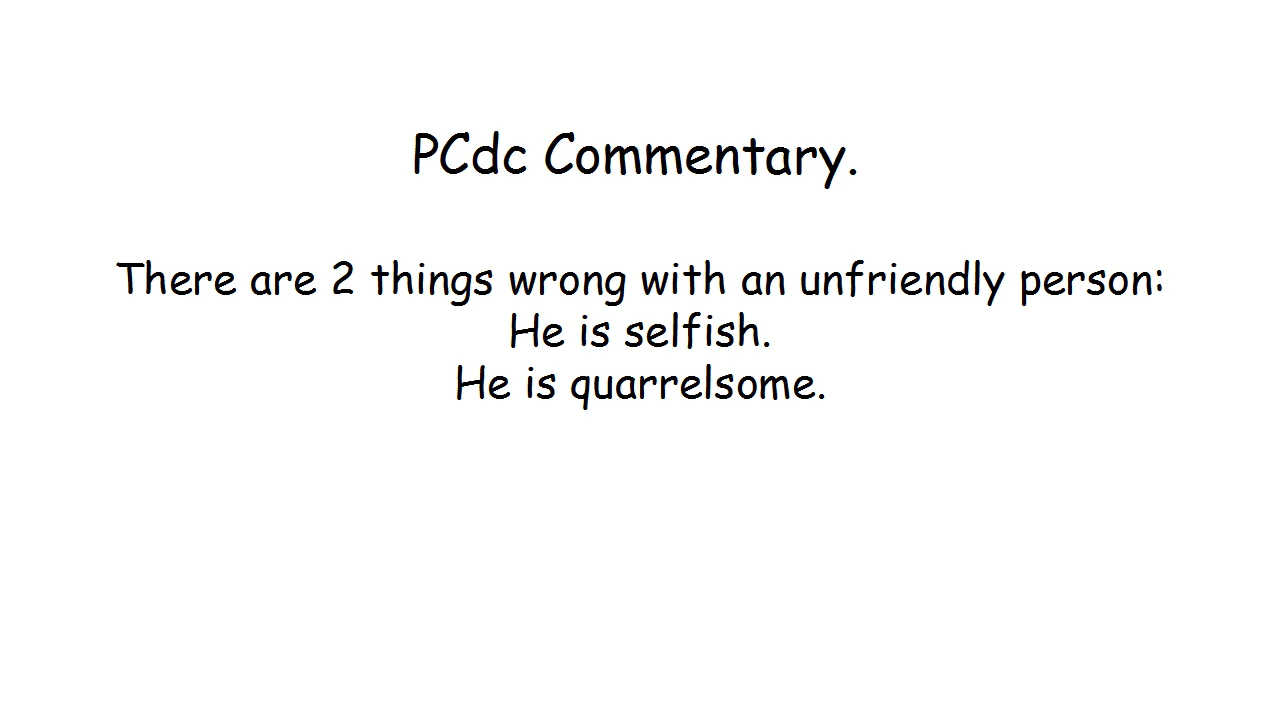 PCdc Commentary.
There are 2 things wrong with an unfriendly person:
He is selfish.
He is quarrelsome.